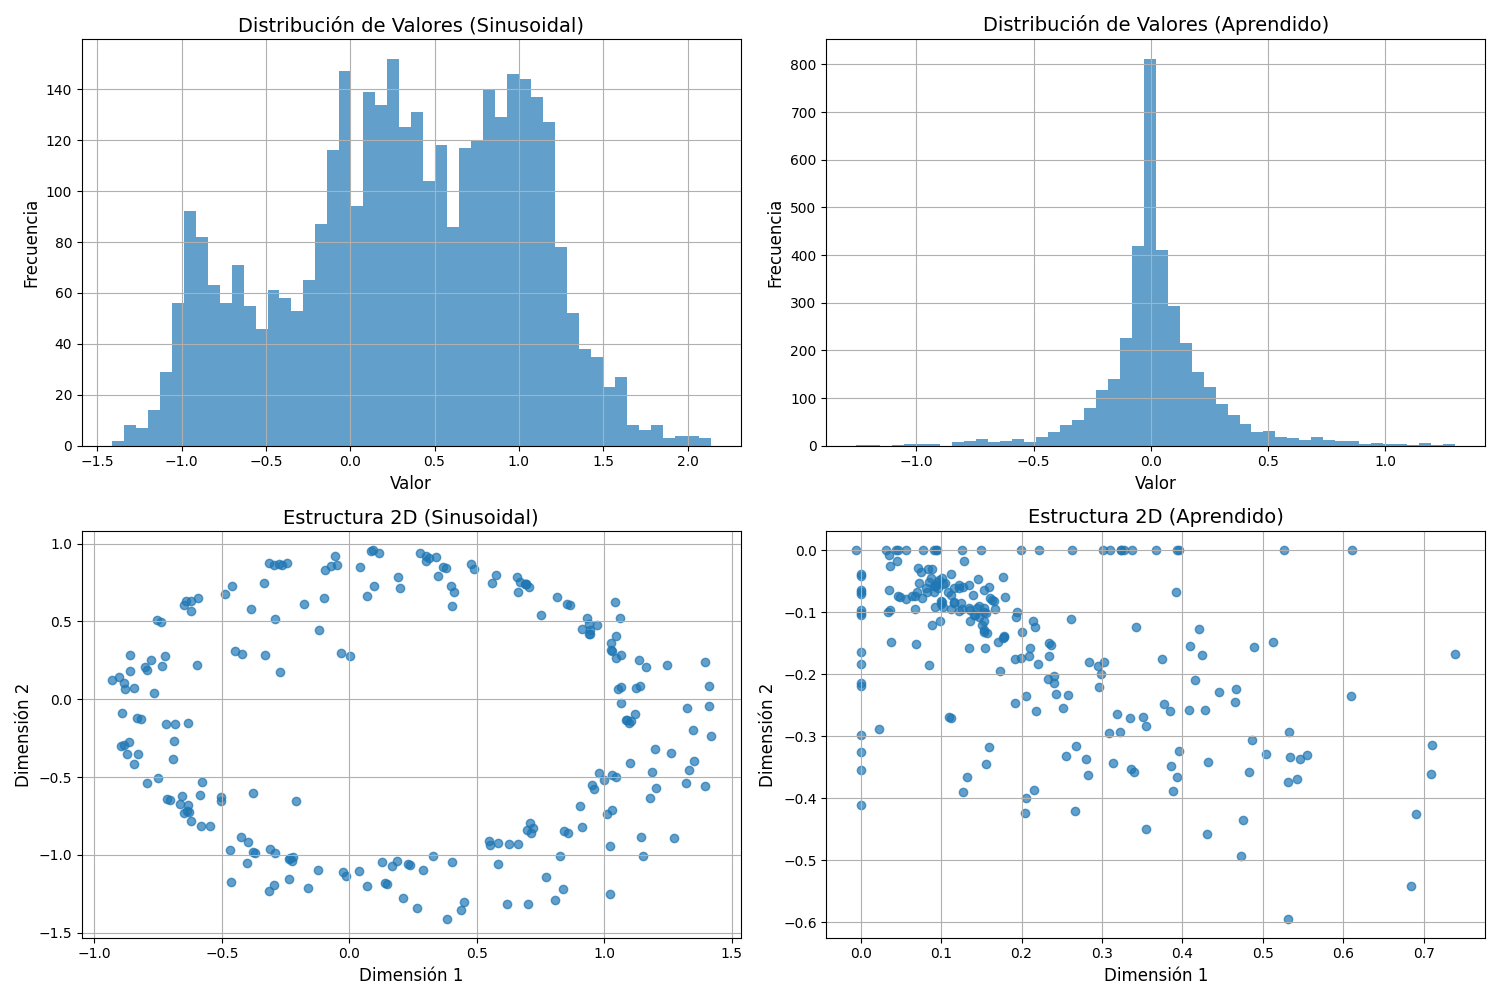 Distribución de Valores (Sinusoidal)
Frecuencia
140
120
100
80
60
40
20
0
−1.5 −1.0 −0.5 0.0 0.5 1.0 1.5 2.0
Valor
Distribución de Valores (Aprendido)
Frecuencia
800
700
600
500
400
300
200
100
0
−1.0 −0.5 0.0 0.5 1.0
Valor
Estructura 2D (Sinusoidal)
Dimensión 2
1.0
0.5
0.0
−0.5
−1.0
−1.5
−1.0 −0.5 0.0 0.5 1.0 1.5
Dimensión 1
Estructura 2D (Aprendido)
Dimensión 2
0.0
−0.1
−0.2
−0.3
−0.4
−0.5
−0.6
0.0 0.1 0.2 0.3 0.4 0.5 0.6 0.7
Dimensión 1